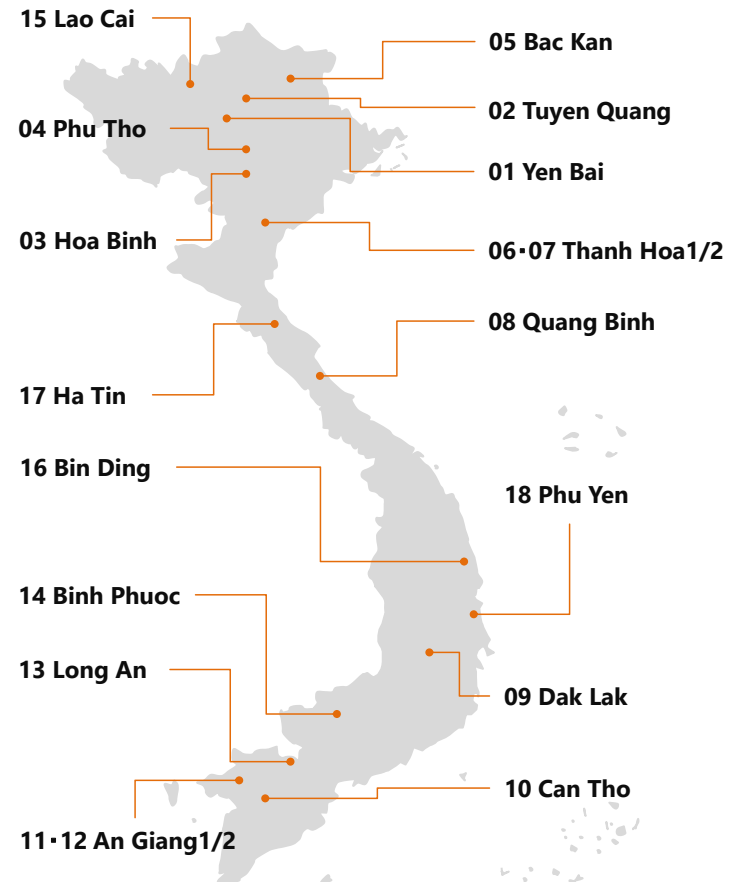 15 Lao Cai
05 Bac Kan
02 Tuyen Quang
04 Phu Tho
01 Yen Bai
03 Hoa Binh
06▪07 Thanh Hoa1/2
08 Quang Binh
17 Ha Tin
16 Bin Ding
18 Phu Yen
14 Binh Phuoc
13 Long An
09 Dak Lak
10 Can Tho
11▪12 An Giang1/2